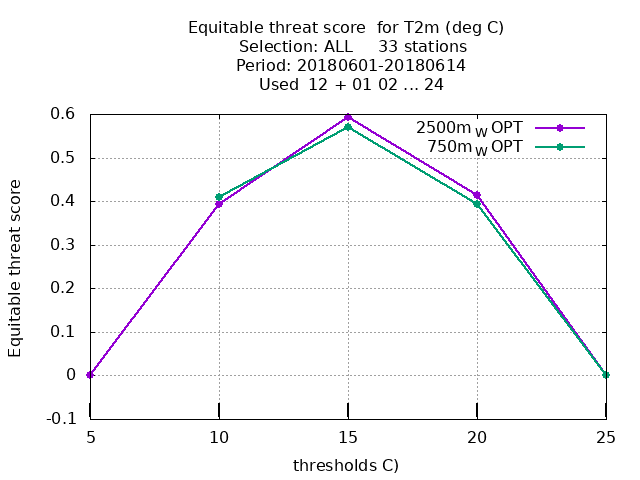 Equitable threat score  for T2m (deg C)
Selection: ALL     33 stations
Period: 20180601-20180614
Used  12 + 01 02 ... 24
2500m W OPT
750m W OPT
Equitable threat score
0.6
0.5
0.4
0.3
0.2
0.1
0
-0.1
5 10 15 20 25
thresholds C)